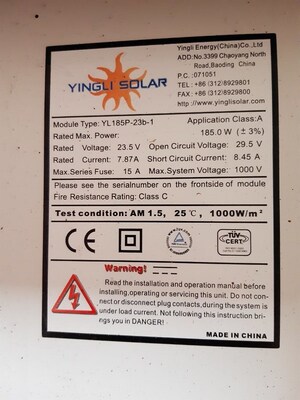 Yingli Energy(China)Co.,Ltd
ADD:No.3399 Chaoyang North
Road,Baoding China
P.C.:071051
TEL:+86 (312)8929801
FAX:+86 (312)8929800
http://www.yinglisolar.com
YINGLI SOLAR
Module Type: YL185P-23b-1 Application Class:A
Rated Max. Power: 185.0W (±3%)
Rated Voltage: 23.5V Open Circuit Voltage: 29.5 V
Rated Current: 7.87A Short Circuit Current: 8.45 A
Max.Series Fuse: 15 A Max.System Voltage: 1000 V
Please see the serialnumber on the frontside of module
Fire Resistance Rating: Class C
Test condition: AM 1.5, 25℃, 1000W/m²
CE
TÜV
CERT
Warning!
Read the installation and operation manual before
installing,operating or servicing this unit. Do not con-
nect or disconnect plug contacts,during the system is
under load current. Not following this instruction bri-
ngs you in DANGER!
MADE IN CHINA